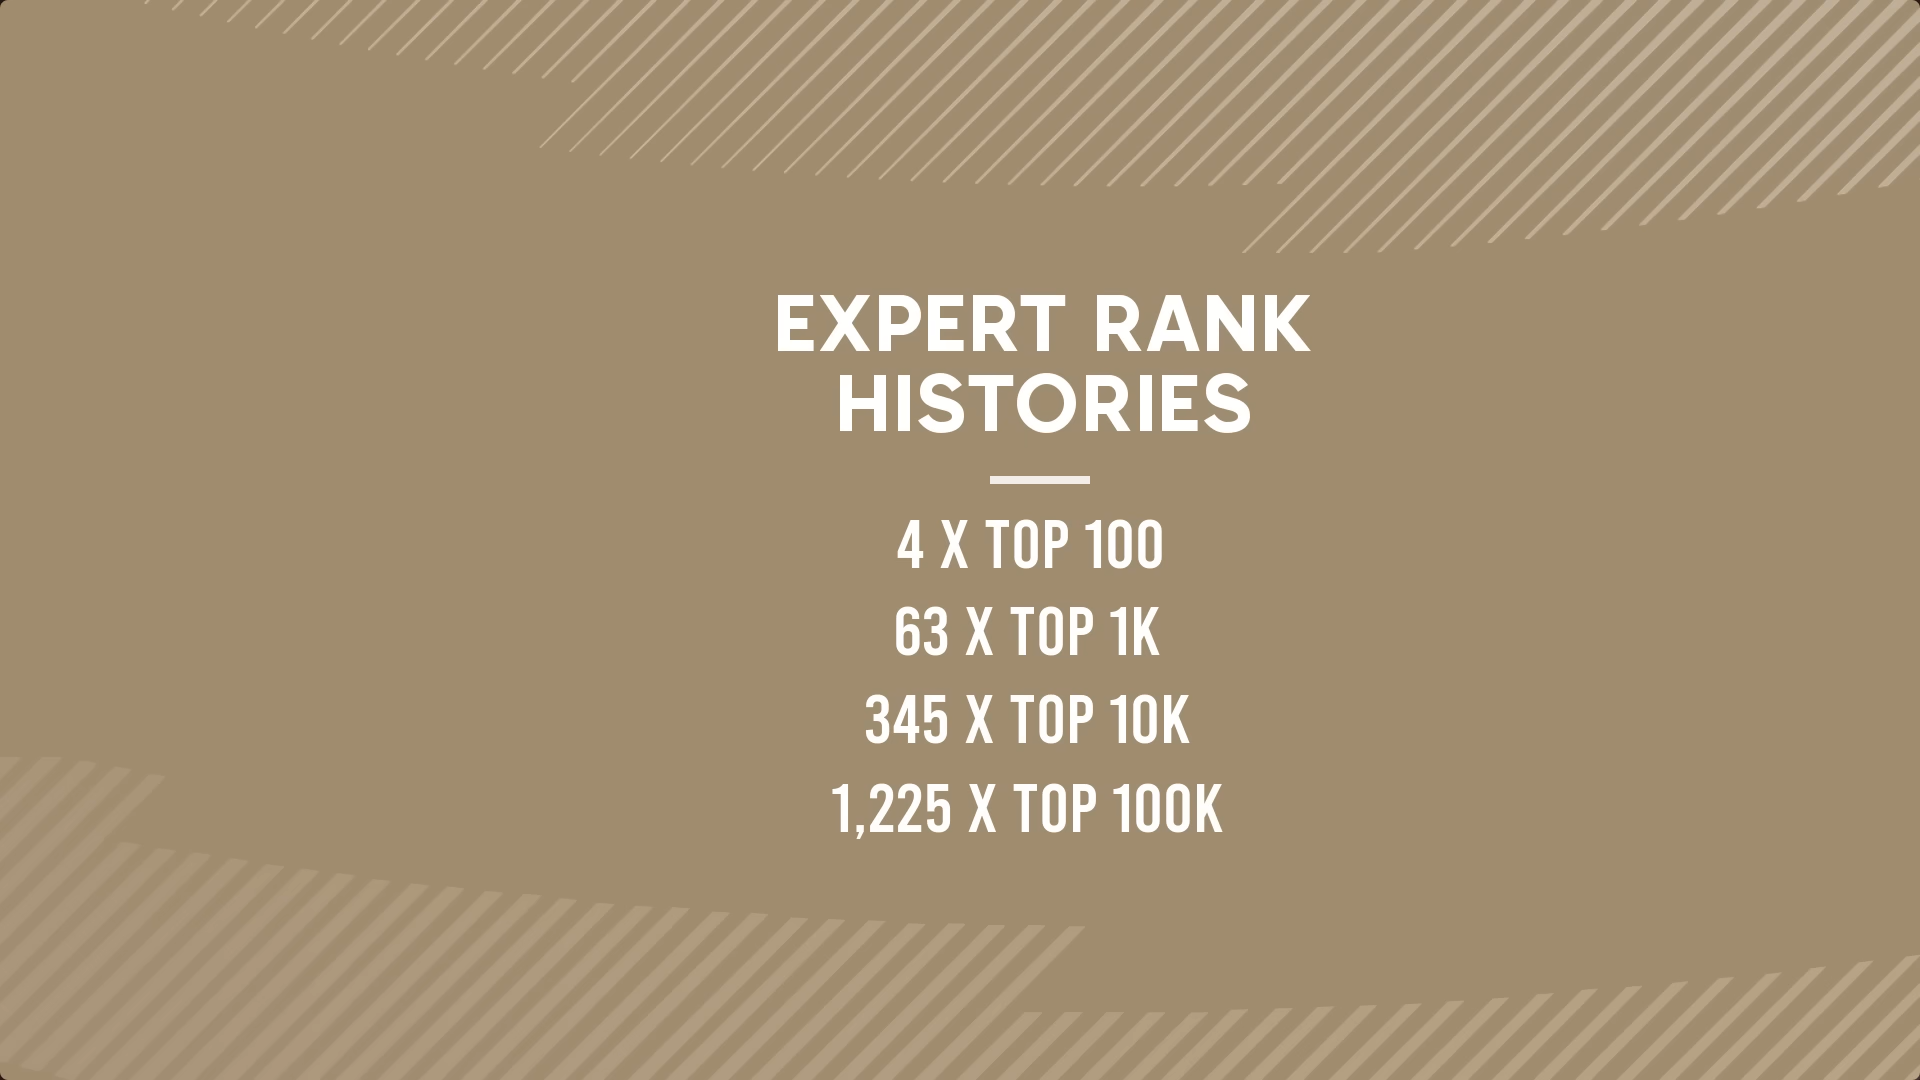 EXPERT RANK
HISTORIES
4 X TOP 100
63 X TOP 1K
345 X TOP 10K
1,225 X TOP 100K